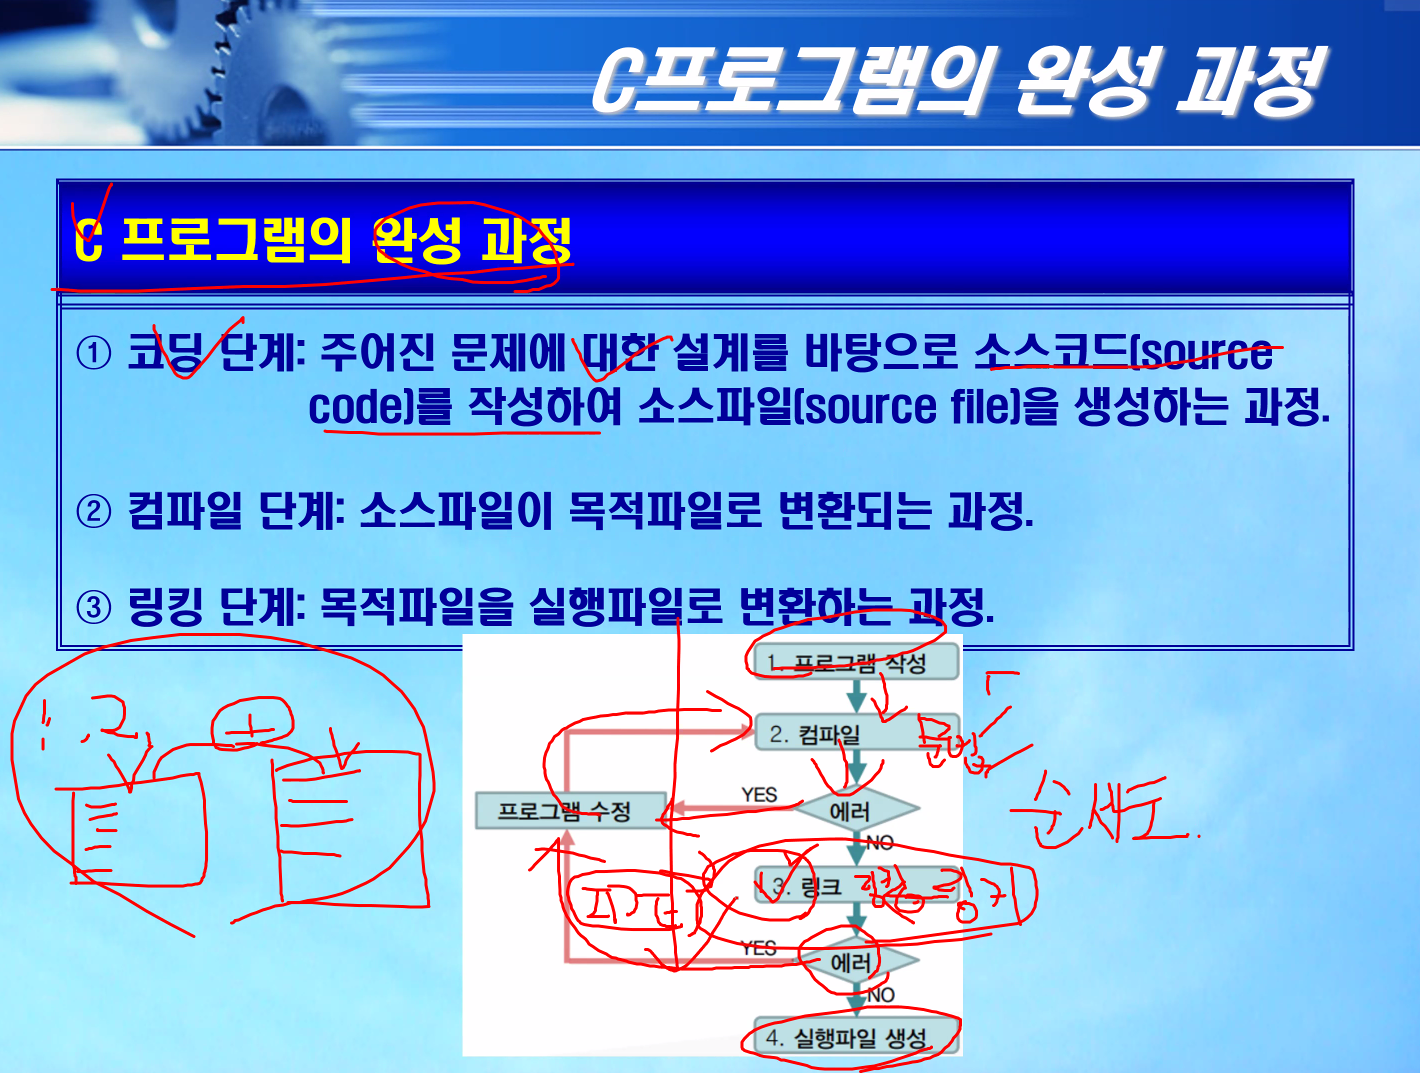 C프로그램의 완성 과정
C 프로그램의 완성 과정
① 코딩 단계: 주어진 문제에 대한 설계를 바탕으로 소스코드(source
code)를 작성하여 소스파일(source file)을 생성하는 과정.
② 컴파일 단계: 소스파일이 목적파일로 변환되는 과정.
③ 링킹 단계: 목적파일을 실행파일로 변환하는 과정.
1. 프로그램 작성
2. 컴파일
프로그램 수정
YES
에러
NO
3. 링크
YES
에러
NO
4. 실행파일 생성
1, 2,
+
IDE
순서도.